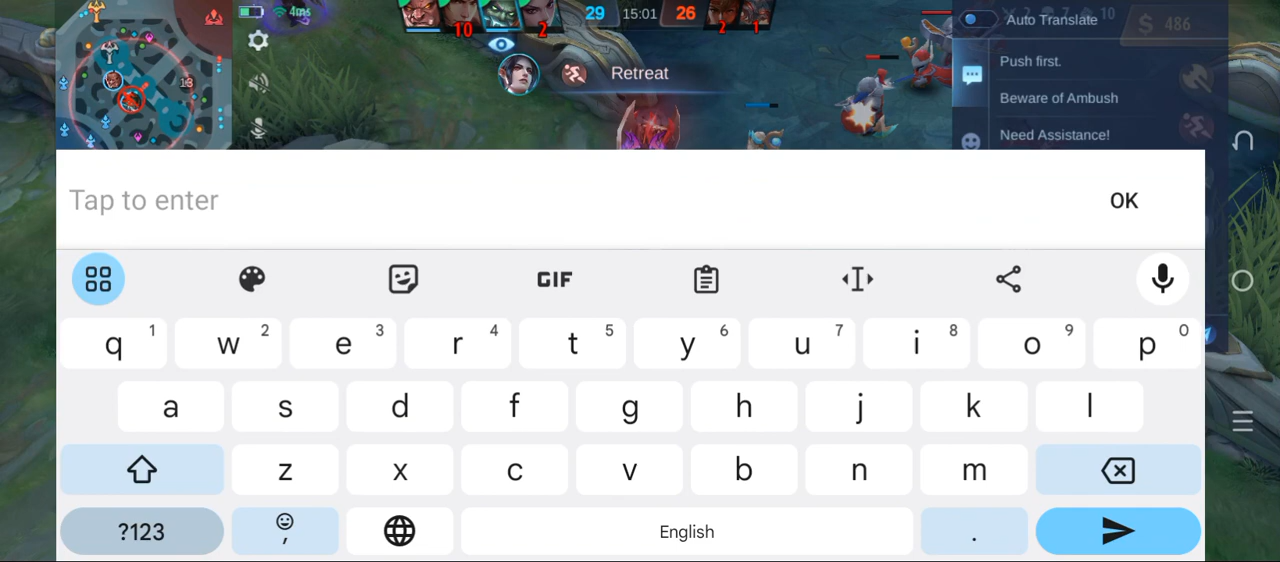 4ms
10
2
29
15:01
26
2
1
Auto Translate
10
$ 486
Push first.
Retreat
13
Beware of Ambush
Need Assistance!
Tap to enter
OK
GIF
q 1 w 2 e 3 r 4 t 5 y 6 u 7 i 8 o 9 p 0
a s d f g h j k l
z x c v b n m
?123 , English .